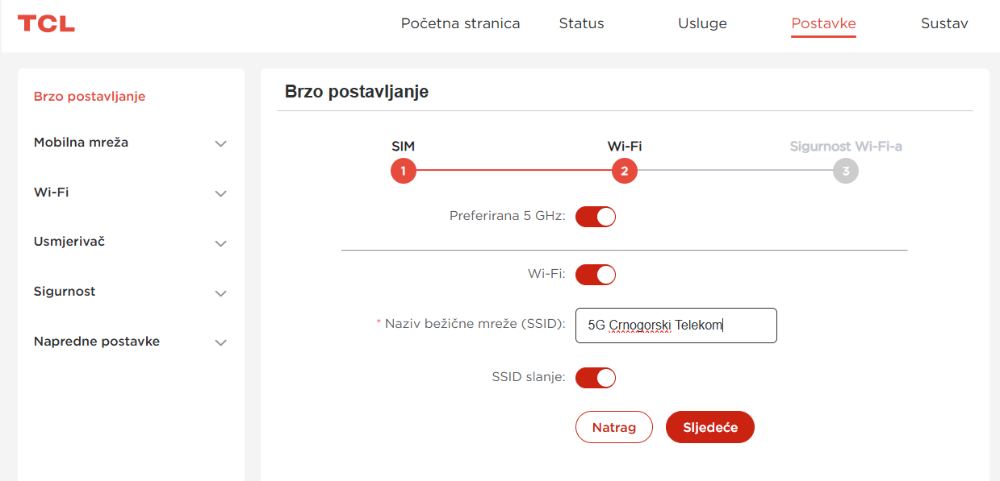 TCL
Početna stranica Status Usluge Postavke Sustav
Brzo postavljanje
Mobilna mreža
Wi-Fi
Usmjerivač
Sigurnost
Napredne postavke
Brzo postavljanje
SIM Wi-Fi Sigurnost Wi-Fi-a
1 2 3
Preferirana 5 GHz:
Wi-Fi:
* Naziv bežične mreže (SSID): 5G Crnogorski Telekom
SSID slanje:
Natrag Sljedeće